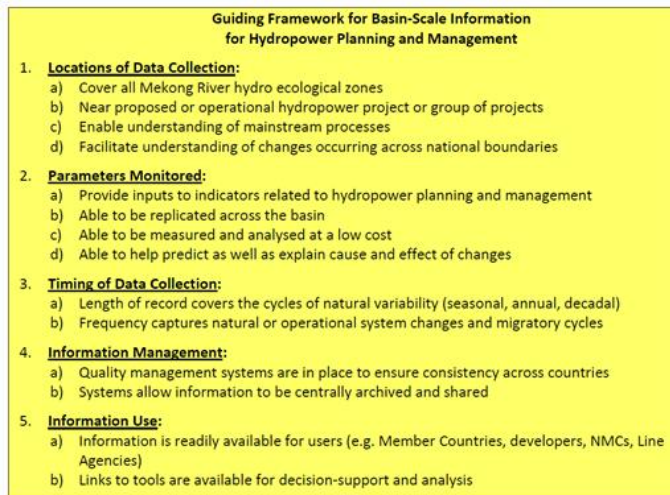 Guiding Framework for Basin-Scale Information
for Hydropower Planning and Management
1. Locations of Data Collection:
a) Cover all Mekong River hydro ecological zones
b) Near proposed or operational hydropower project or group of projects
c) Enable understanding of mainstream processes
d) Facilitate understanding of changes occurring across national boundaries
2. Parameters Monitored:
a) Provide inputs to indicators related to hydropower planning and management
b) Able to be replicated across the basin
c) Able to be measured and analysed at a low cost
d) Able to help predict as well as explain cause and effect of changes
3. Timing of Data Collection:
a) Length of record covers the cycles of natural variability (seasonal, annual, decadal)
b) Frequency captures natural or operational system changes and migratory cycles
4. Information Management:
a) Quality management systems are in place to ensure consistency across countries
b) Systems allow information to be centrally archived and shared
5. Information Use:
a) Information is readily available for users (e.g. Member Countries, developers, NMCs, Line
Agencies)
b) Links to tools are available for decision-support and analysis